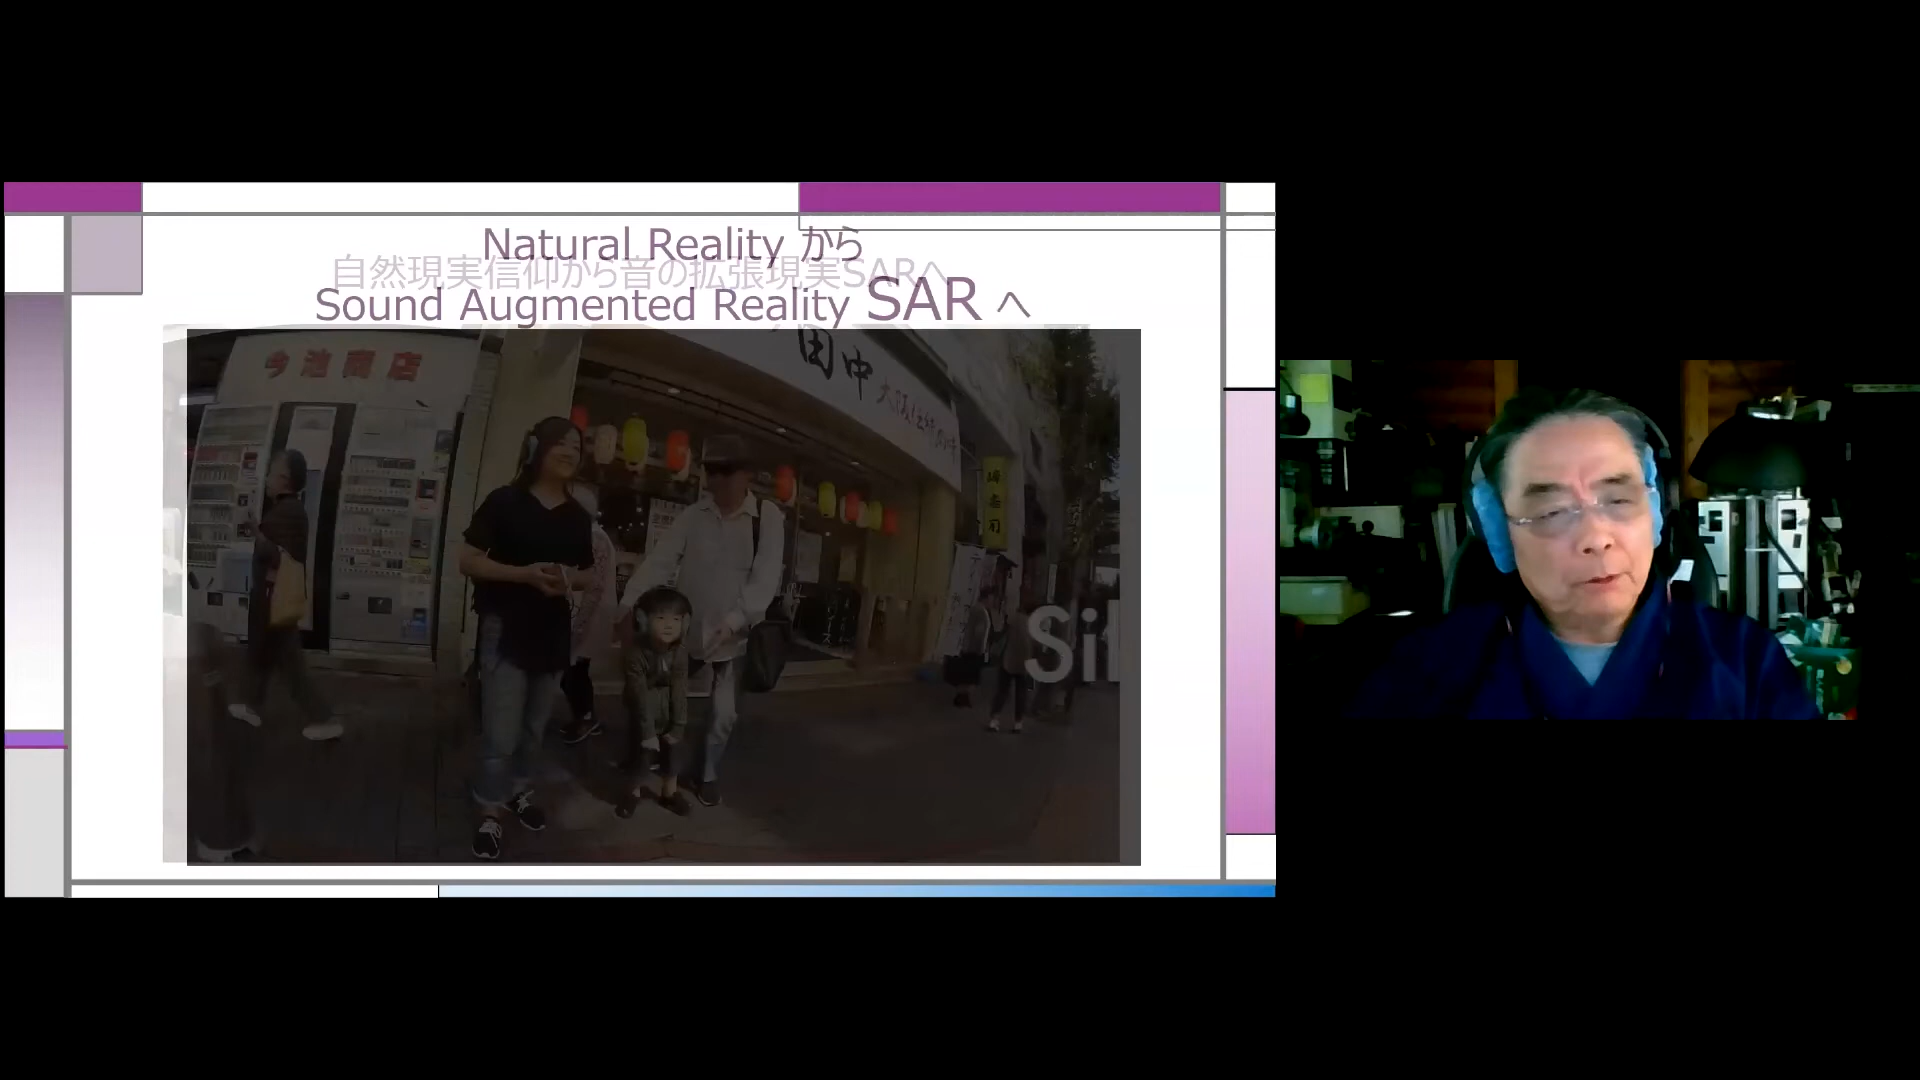 Natural Reality から
自然現実信仰から音の拡張現実SARへ
Sound Augmented Reality SAR へ
今池商店
田中
Sil